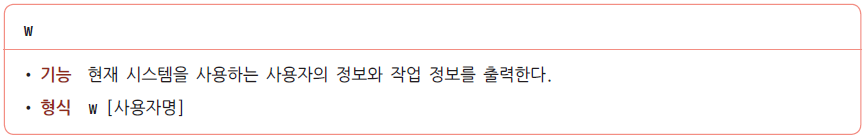 w
• 기능 현재 시스템을 사용하는 사용자의 정보와 작업 정보를 출력한다.
• 형식 w [사용자명]